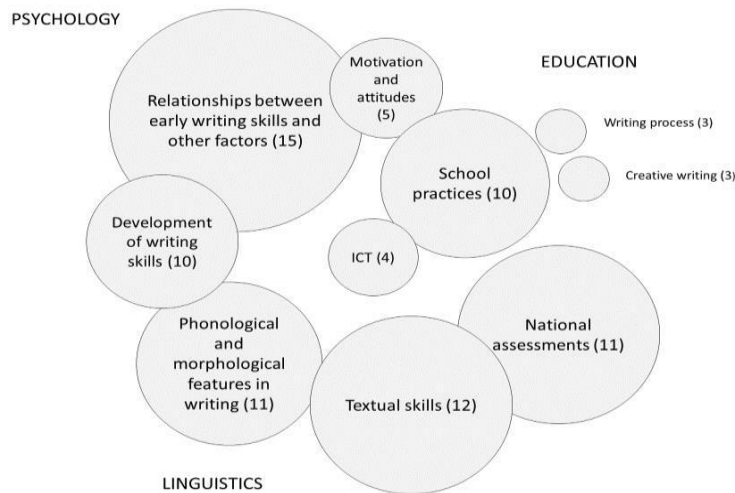 PSYCHOLOGY
EDUCATION
Relationships between
early writing skills and
other factors (15)
Motivation
and
attitudes
(5)
Writing process (3)
Creative writing (3)
School
practices (10)
Development
of writing
skills (10)
ICT (4)
Phonological
and
morphological
features in
writing (11)
Textual skills (12)
National
assessments (11)
LINGUISTICS